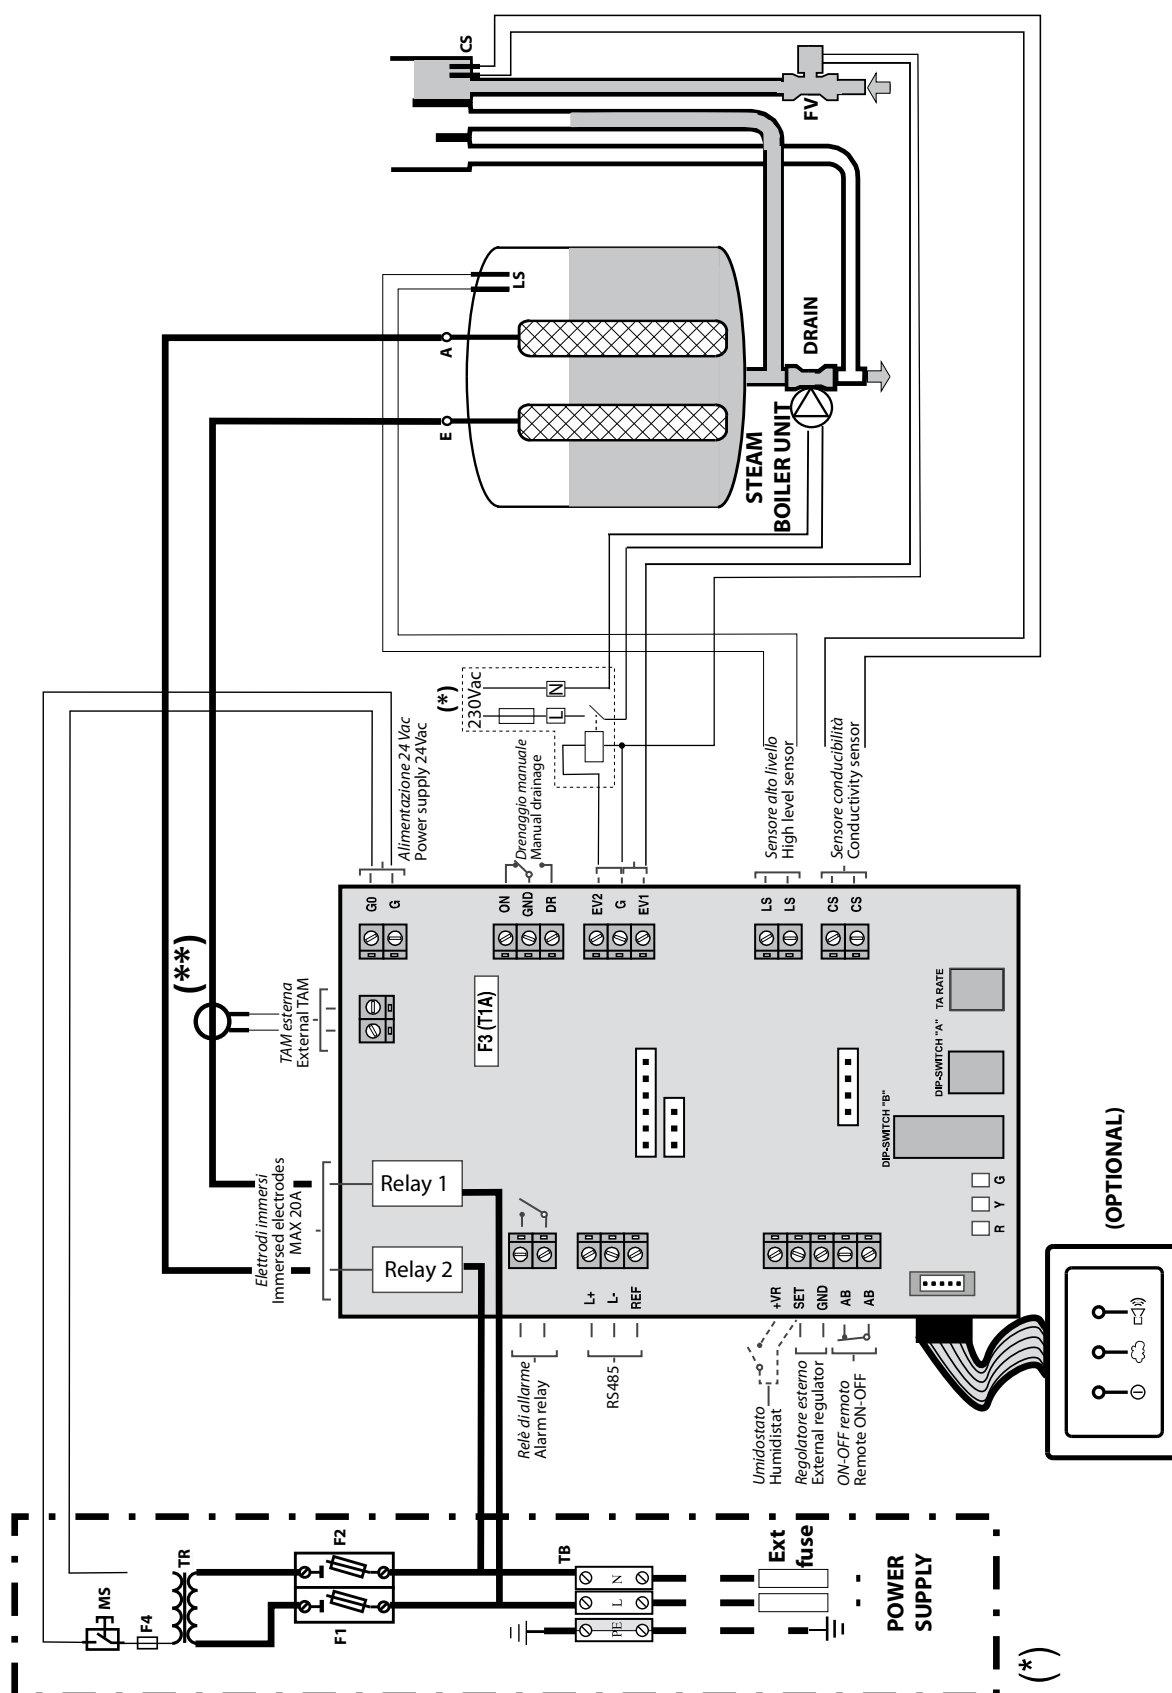 CS
FV
LS
A
E
DRAIN
STEAM
BOILER UNIT
(*)
230Vac
N
L
Alimentazione 24 Vac
Power supply 24Vac
Drenaggio manuale
Manual drainage
Sensore alto livello
High level sensor
Sensore conducibilità
Conductivity sensor
(**)
TAM esterna
External TAM
G0
G
ON
GND
DR
EV2
G
EV1
LS
LS
CS
CS
F3 (T1A)
TA RATE
DIP-SWITCH "A"
DIP-SWITCH "B"
Elettrodi immersi
Immersed electrodes
MAX 20A
Relay 1
Relay 2
L+
L-
REF
+VR
SET
GND
AB
AB
R
Y
G
(OPTIONAL)
Relè di allarme
Alarm relay
RS485
Umidostato
Humidistat
Regolatore esterno
External regulator
ON-OFF remoto
Remote ON-OFF
MS
F4
TR
F2
F1
TB
N
L
PE
Ext
fuse
POWER
SUPPLY
(*)